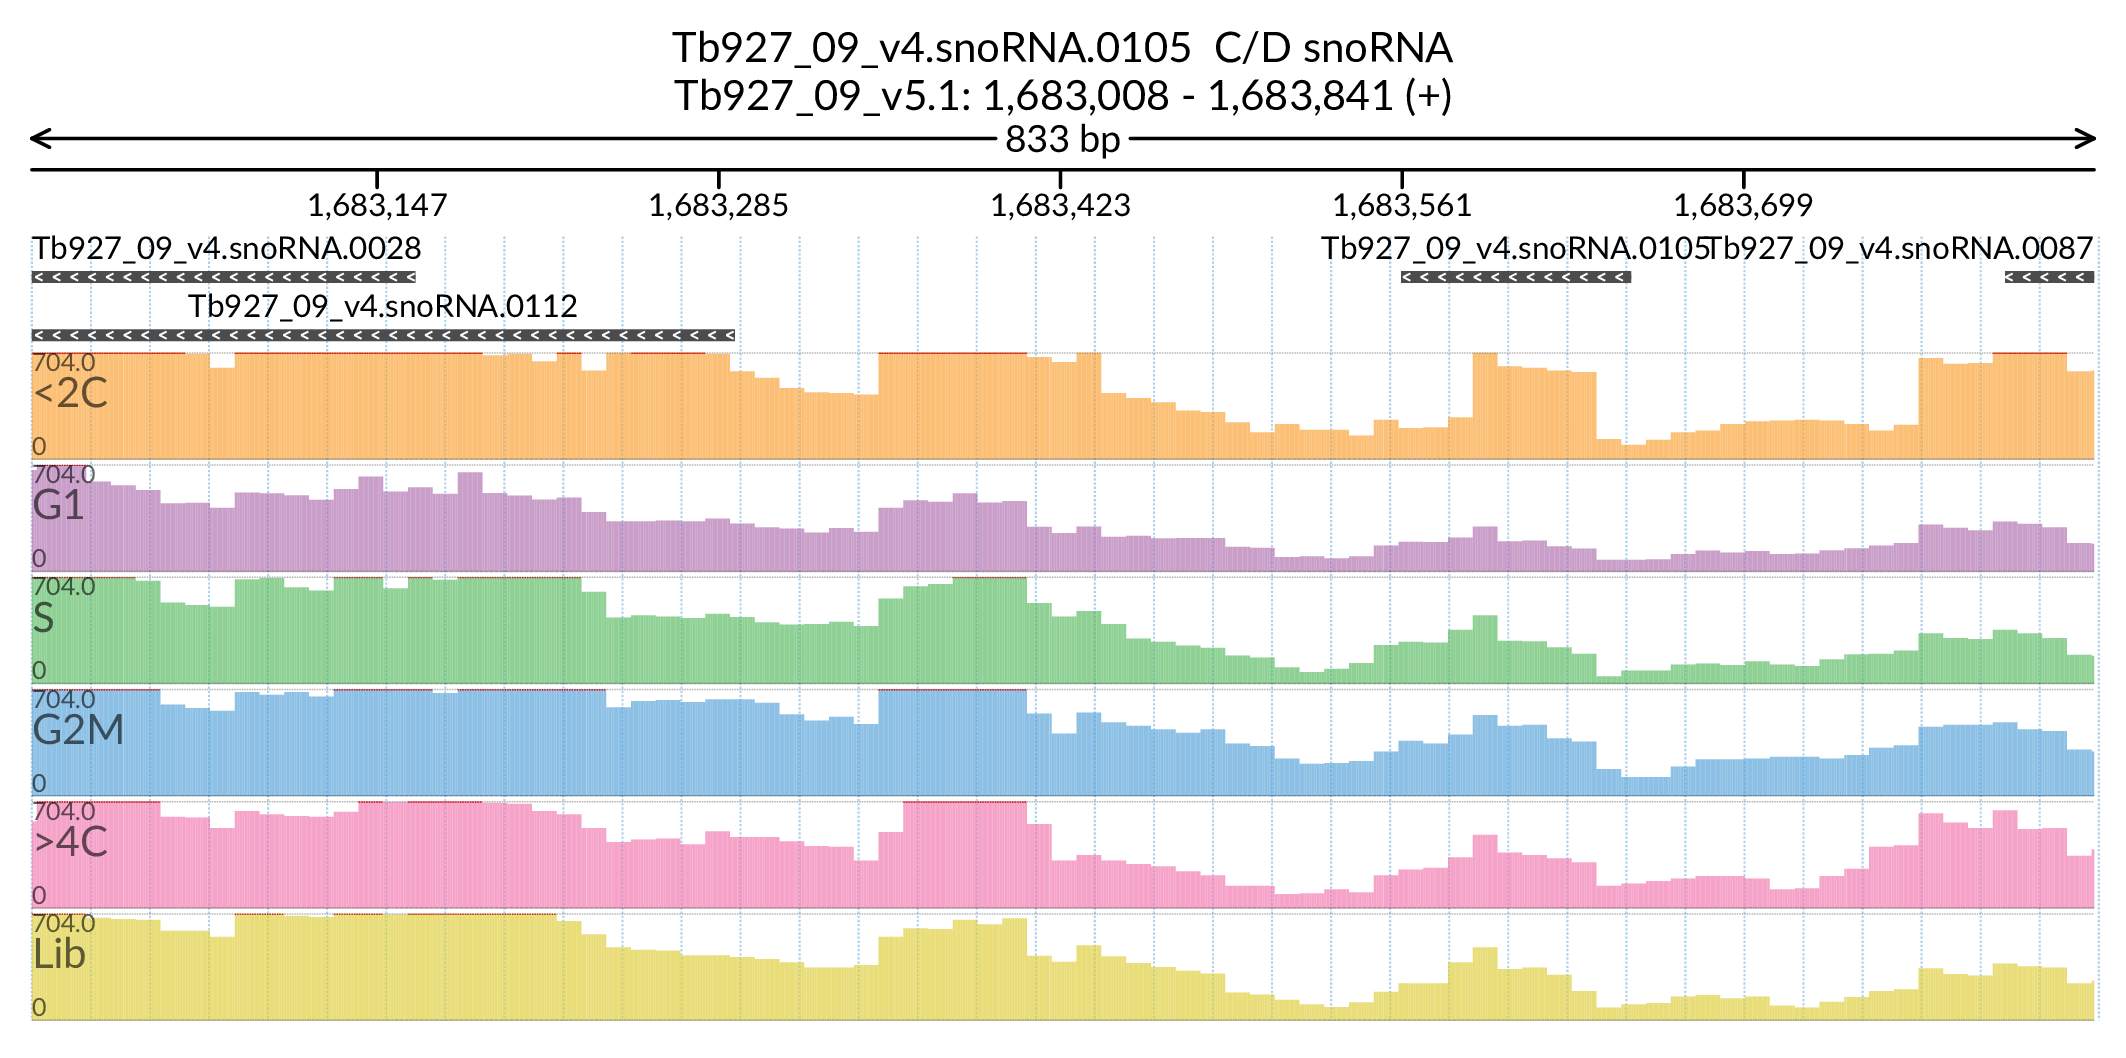 Tb927_09_v4.snoRNA.0105 C/D snoRNA
Tb927_09_v5.1: 1,683,008 - 1,683,841 (+)
833 bp
1,683,147 1,683,285 1,683,423 1,683,561 1,683,699
Tb927_09_v4.snoRNA.0028 Tb927_09_v4.snoRNA.0105 Tb927_09_v4.snoRNA.0087
Tb927_09_v4.snoRNA.0112
704.0
<2C
0
704.0
G1
0
704.0
S
0
704.0
G2M
0
704.0
>4C
0
704.0
Lib
0